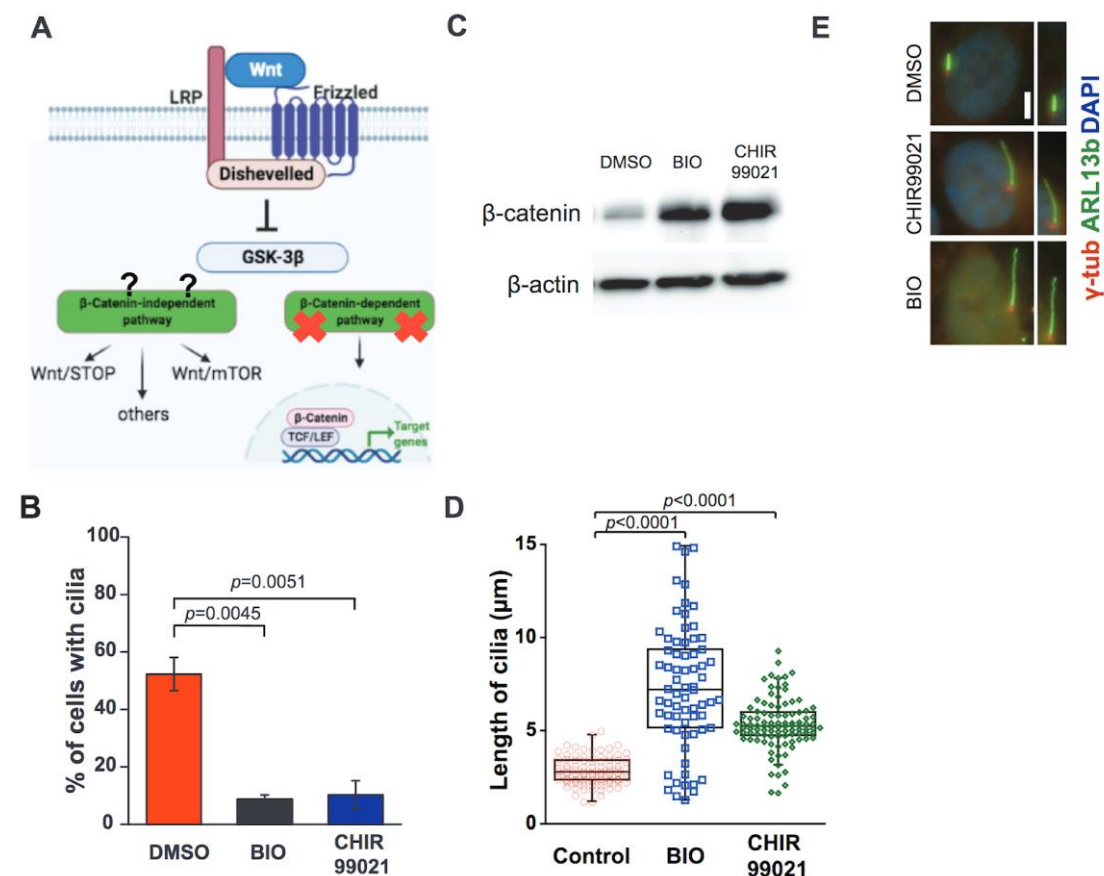 A
Wnt
LRP
Frizzled
Dishevelled
GSK-3β
? ?
β-Catenin-independent
pathway
β-Catenin-dependent
pathway
Wnt/STOP
Wnt/mTOR
others
β-Catenin
TCF/LEF
Target
genes
B
% of cells with cilia
100
80
60
40
20
0
p=0.0051
p=0.0045
DMSO
BIO
CHIR
99021
C
DMSO
BIO
CHIR
99021
β-catenin
β-actin
D
Length of cilia (µm)
15
10
5
0
p<0.0001
p<0.0001
Control
BIO
CHIR
99021
E
DMSO
CHIR99021
BIO
γ-tub ARL13b DAPI